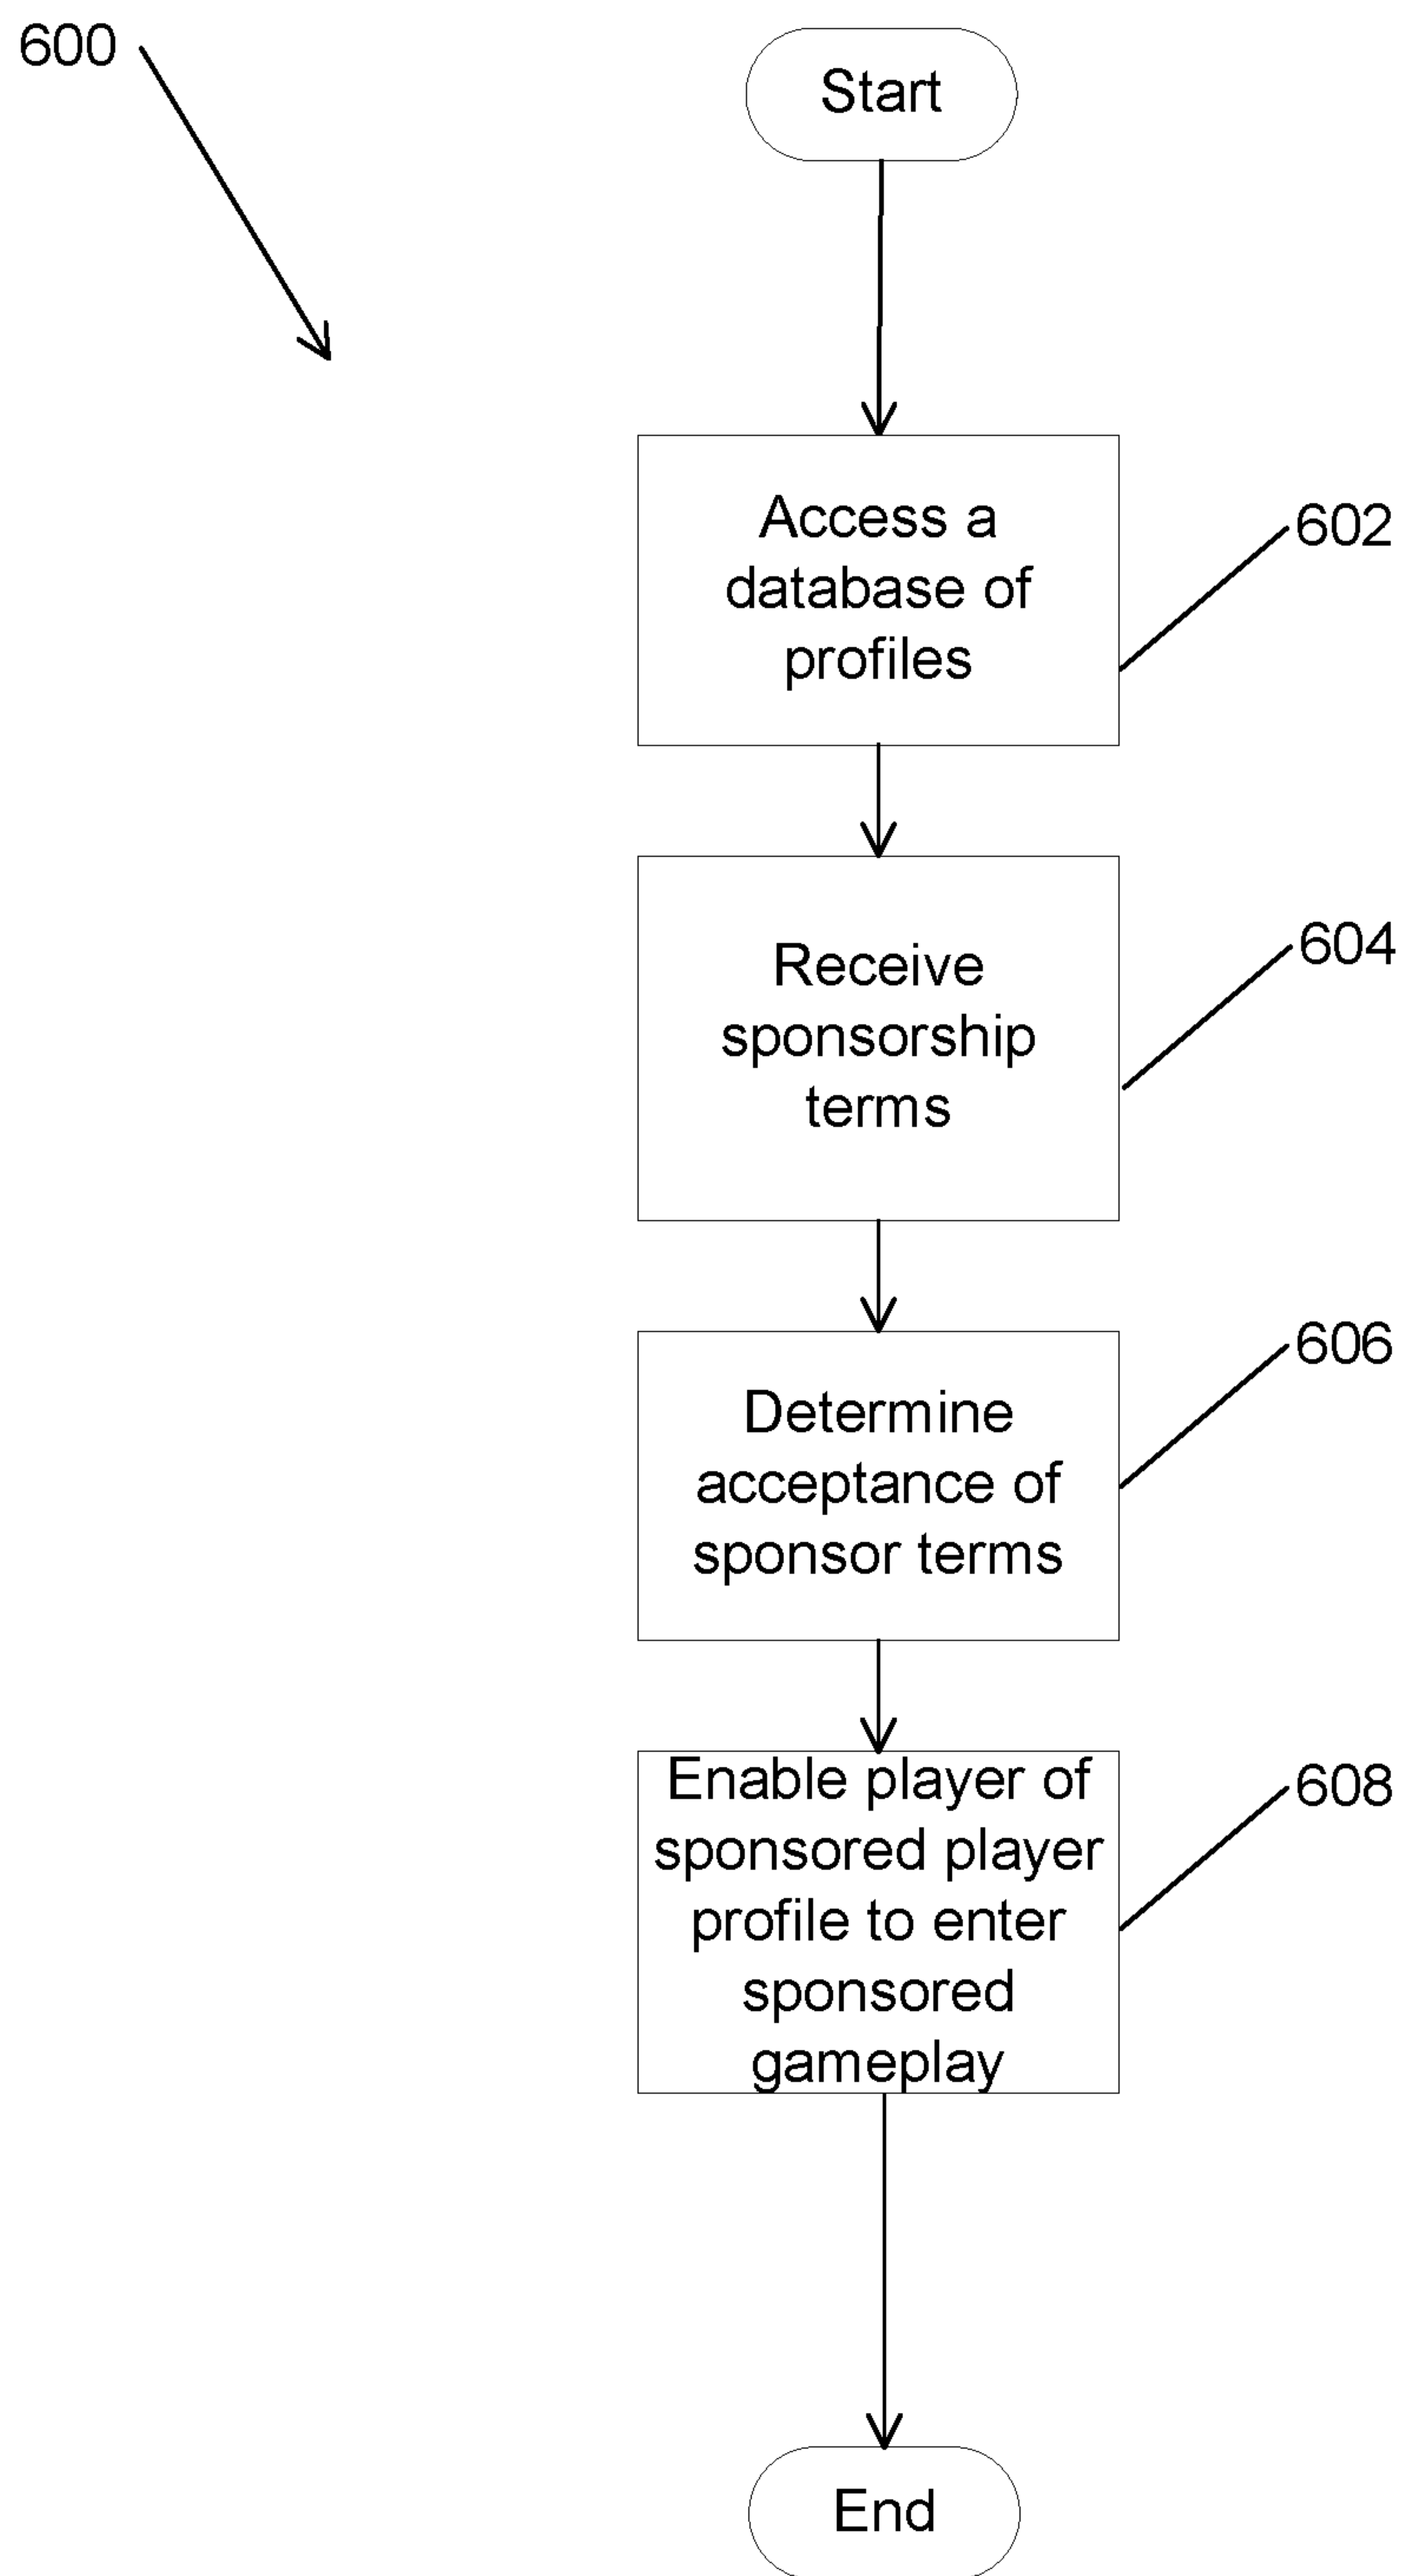 600
Start
Access a
database of
profiles
602
Receive
sponsorship
terms
604
Determine
acceptance of
sponsor terms
606
Enable player of
sponsored player
profile to enter
sponsored
gameplay
608
End